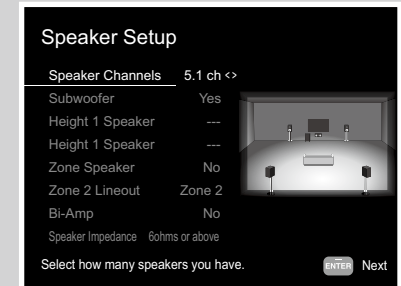 Speaker Setup
Speaker Channels 5.1 ch <>
Subwoofer Yes
Height 1 Speaker ---
Height 1 Speaker ---
Zone Speaker No
Zone 2 Lineout Zone 2
Bi-Amp No
Speaker Impedance 6ohms or above
Select how many speakers you have. ENTER Next